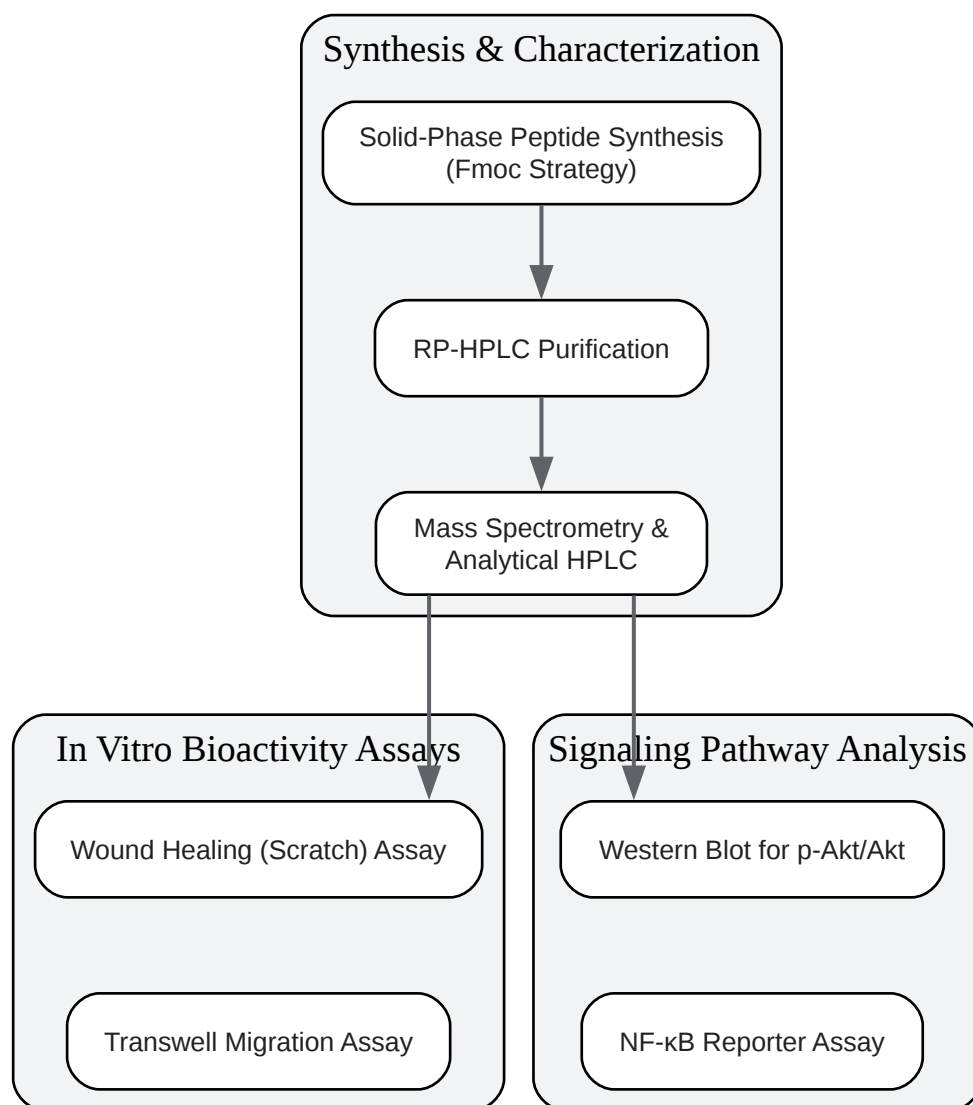 Synthesis & Characterization
Solid-Phase Peptide Synthesis
(Fmoc Strategy)
RP-HPLC Purification
Mass Spectrometry &
Analytical HPLC
In Vitro Bioactivity Assays
Wound Healing (Scratch) Assay
Transwell Migration Assay
Signaling Pathway Analysis
Western Blot for p-Akt/Akt
NF-κB Reporter Assay